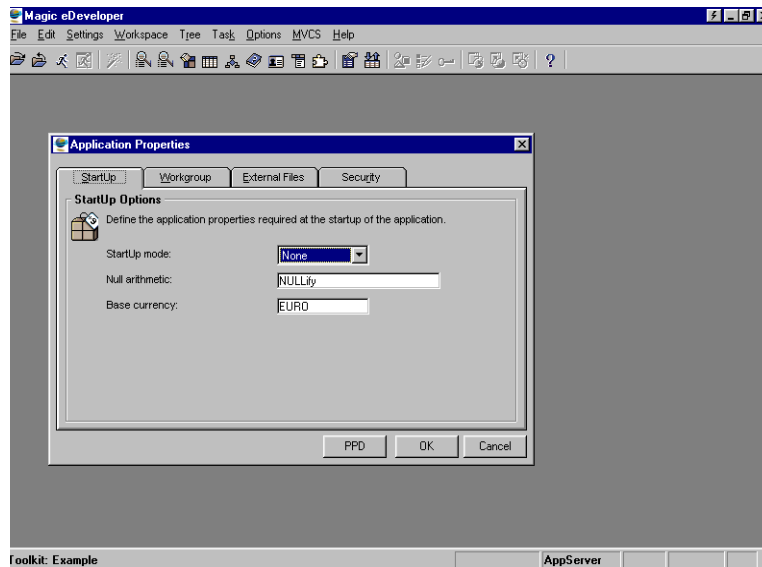 Magic eDeveloper
File Edit Settings Workspace Tree Task Options MVCS Help
?
Application Properties
StartUp Workgroup External Files Security
StartUp Options
Define the application properties required at the startup of the application.
StartUp mode: None
Null arithmetic: NULLify
Base currency: EURO
PPD OK Cancel
Toolkit: Example AppServer